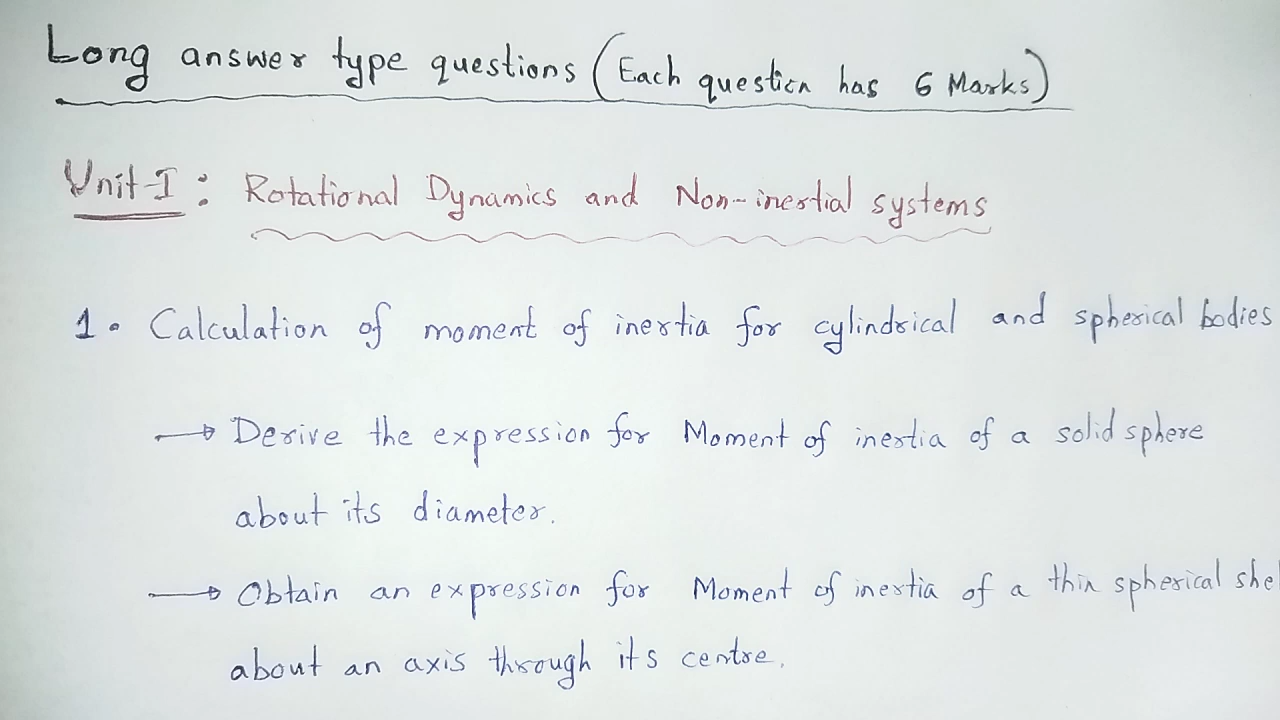 Long answer type questions (Each question has 6 Marks)
Unit-I : Rotational Dynamics and Non-inertial systems
1. Calculation of moment of inertia for cylindrical and spherical bodies
→ Derive the expression for Moment of inertia of a solid sphere
about its diameter.
→ Obtain an expression for Moment of inertia of a thin spherical she
about an axis through its centre.